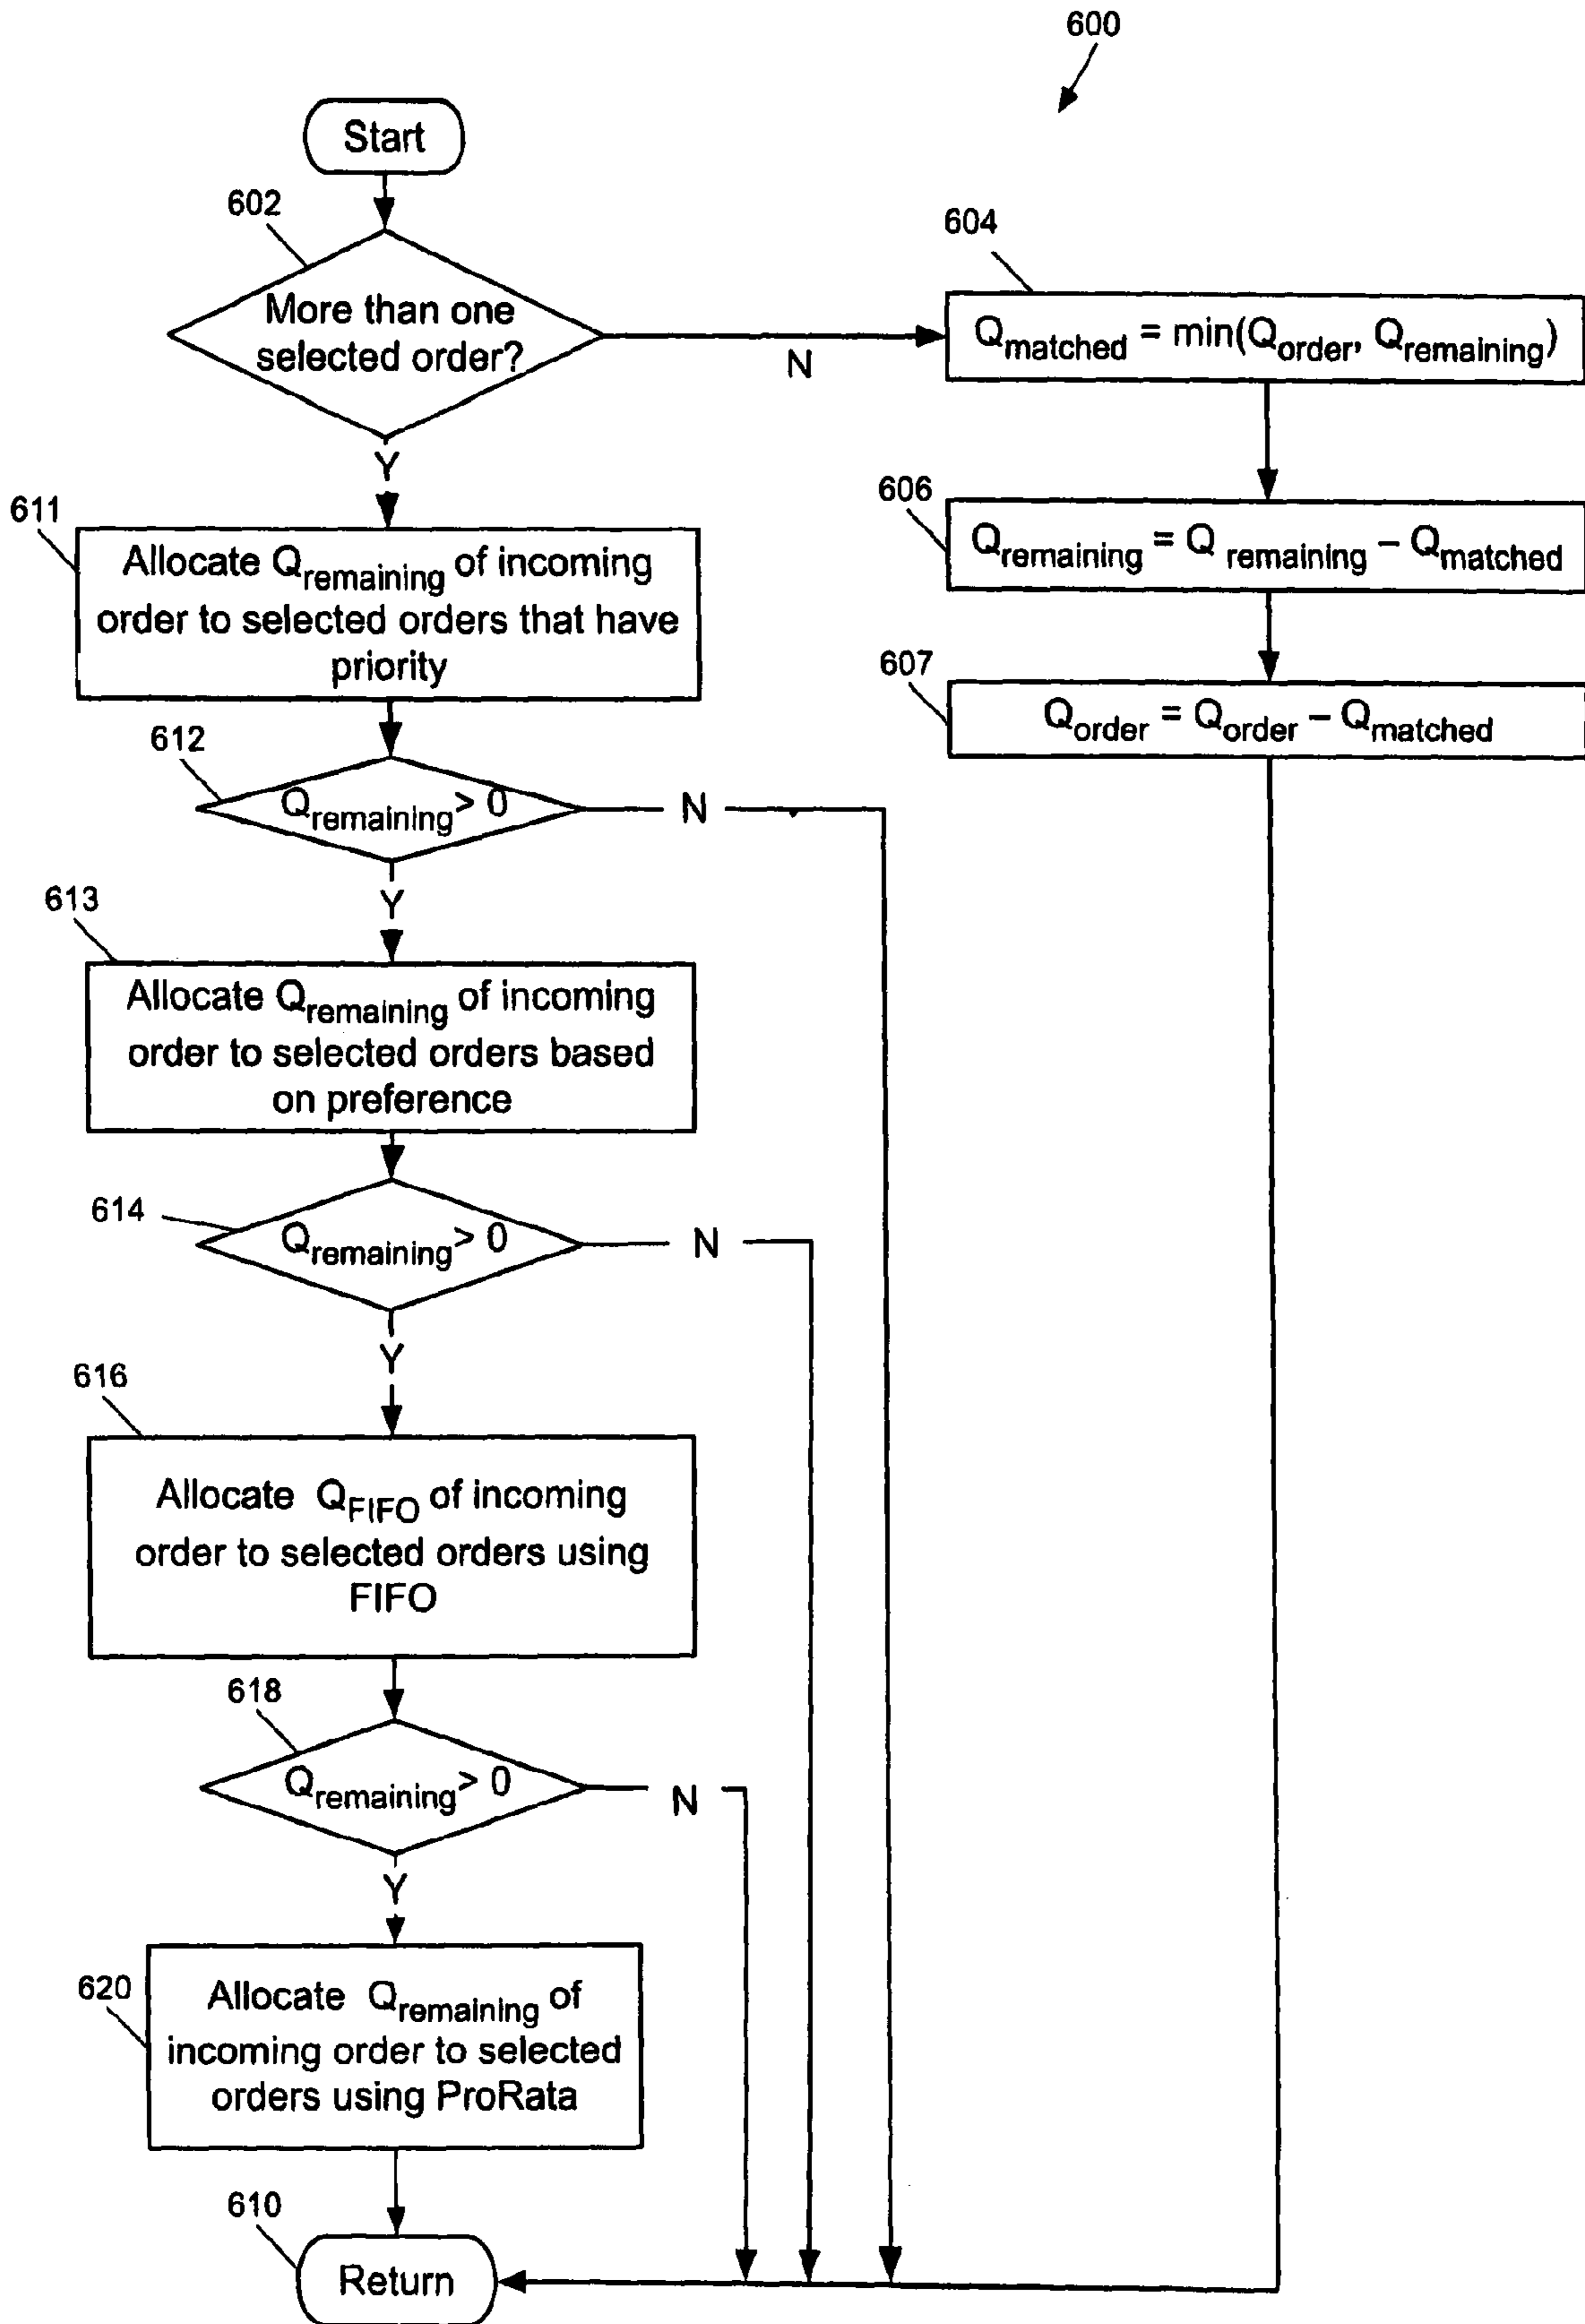 600
Start
602
More than one
selected order?
N
Y
604
Qmatched = min(Qorder, Qremaining)
606
Qremaining = Q remaining – Qmatched
607
Qorder = Qorder – Qmatched
611
Allocate Qremaining of incoming
order to selected orders that have
priority
612
Qremaining > 0
N
Y
613
Allocate Qremaining of incoming
order to selected orders based
on preference
614
Qremaining > 0
N
Y
616
Allocate QFIFO of incoming
order to selected orders using
FIFO
618
Qremaining > 0
N
Y
620
Allocate Qremaining of
incoming order to selected
orders using ProRata
610
Return